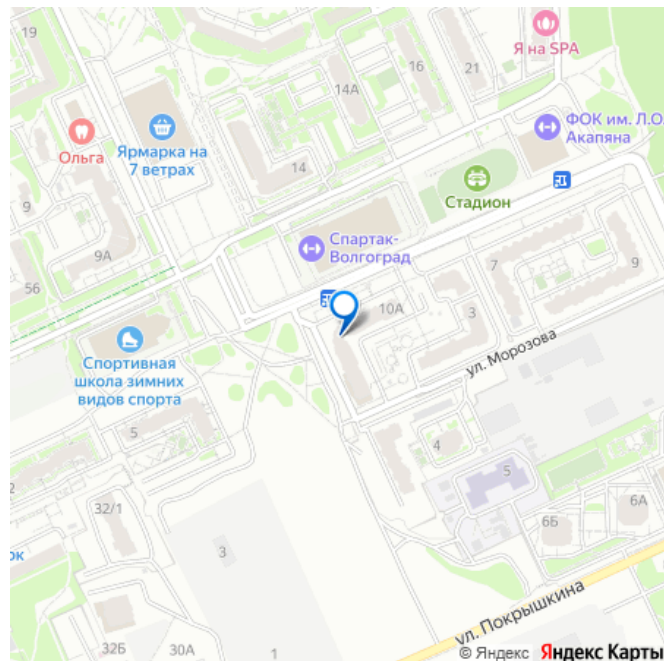 19
16
21
Я на SPA
14А
ФОК им. Л.О.
Акапяна
Ольга
Ярмарка на
7 ветрах
14
Стадион
9
Спартак-
Волгоград
9А
56
7
9
10А
3
ул. Морозова
Спортивная
школа зимних
видов спорта
5
4
5
2
32/1
6Б
6А
3
ок
ул. Покрышкина
32Б
30А
1
© Яндекс Яндекс Карты